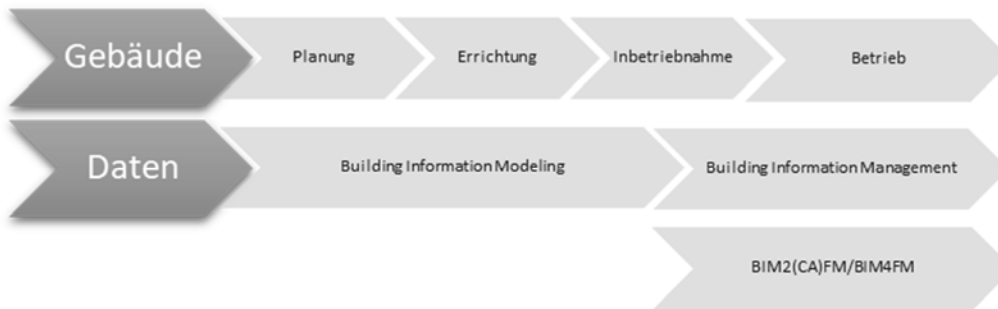 Gebäude
Planung
Errichtung
Inbetriebnahme
Betrieb
Daten
Building Information Modeling
Building Information Management
BIM2(CA)FM/BIM4FM